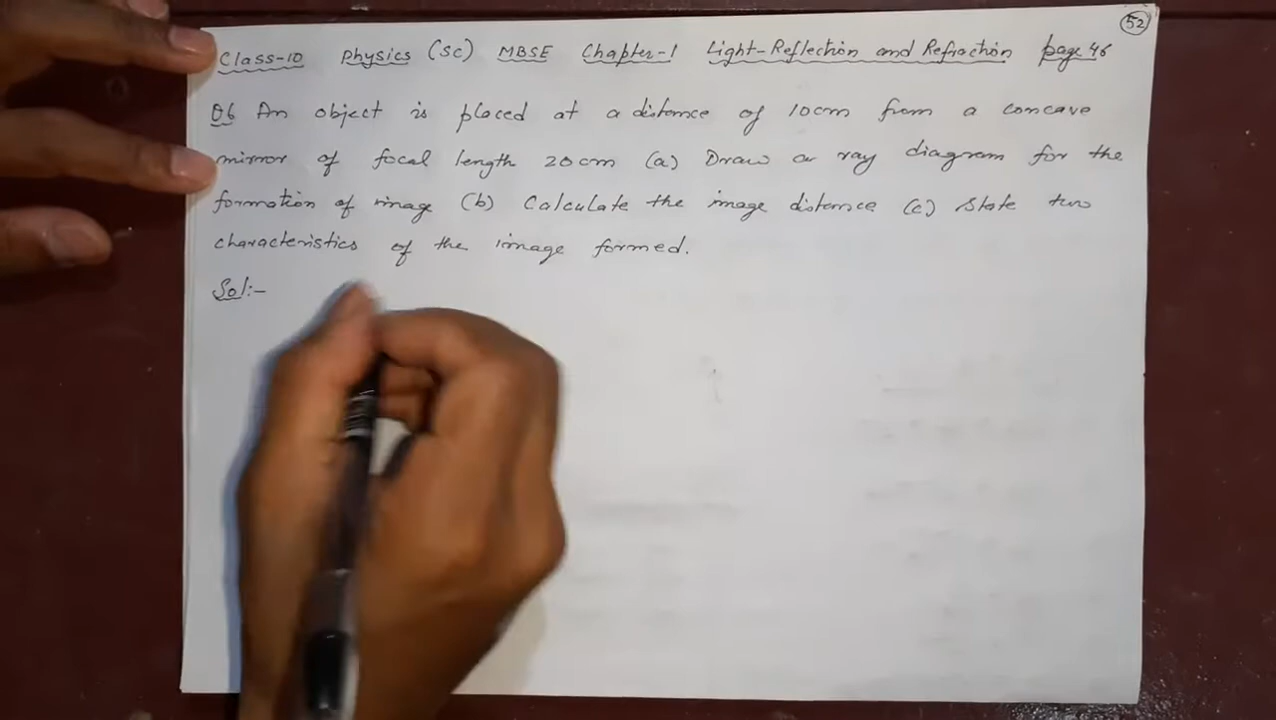 52
Class-10 Physics (SC) MBSE Chapter-1 Light-Reflection and Refraction page 46
Q6 An object is placed at a distance of 10cm from a concave
mirror of focal length 20cm (a) Draw a ray diagram for the
formation of image (b) Calculate the image distance (c) State two
characteristics of the image formed.
Sol:-